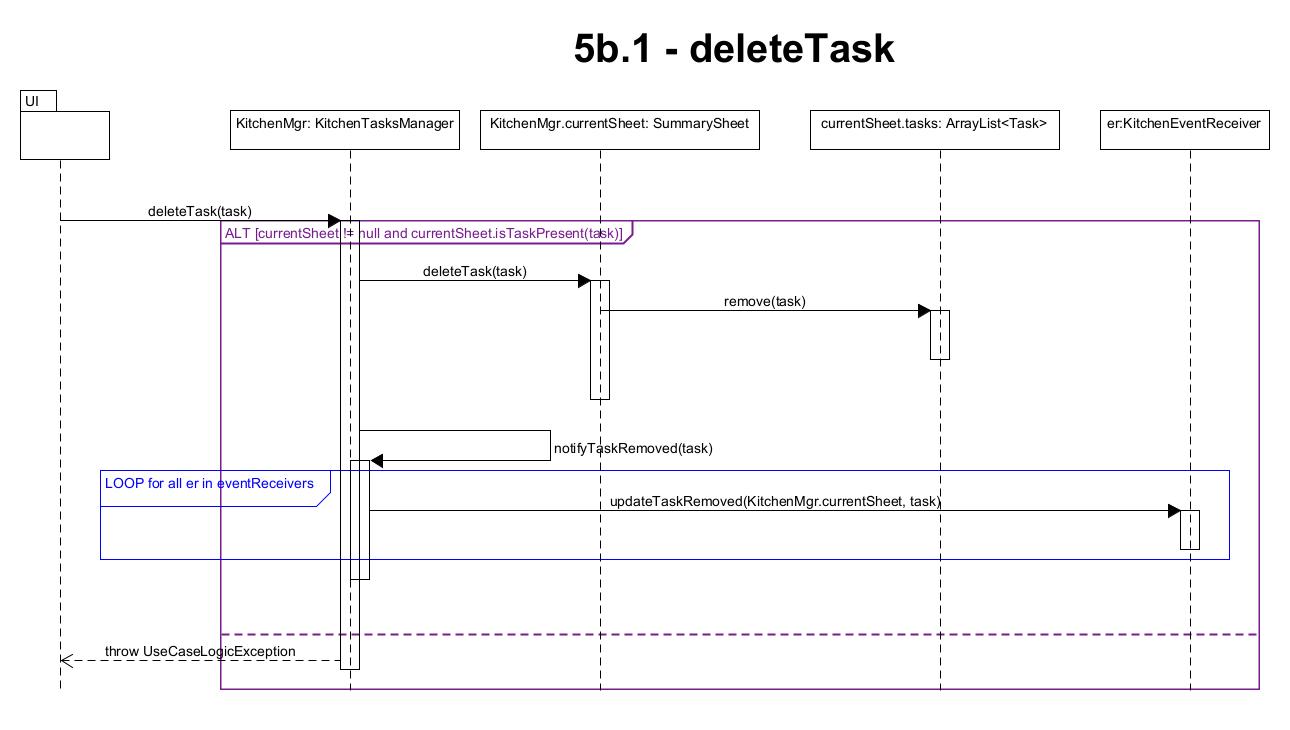 5b.1 - deleteTask
UI
KitchenMgr: KitchenTasksManager
KitchenMgr.currentSheet: SummarySheet
currentSheet.tasks: ArrayList<Task>
er:KitchenEventReceiver
deleteTask(task)
ALT [currentSheet != null and currentSheet.isTaskPresent(task)]
deleteTask(task)
remove(task)
notifyTaskRemoved(task)
LOOP for all er in eventReceivers
updateTaskRemoved(KitchenMgr.currentSheet, task)
throw UseCaseLogicException